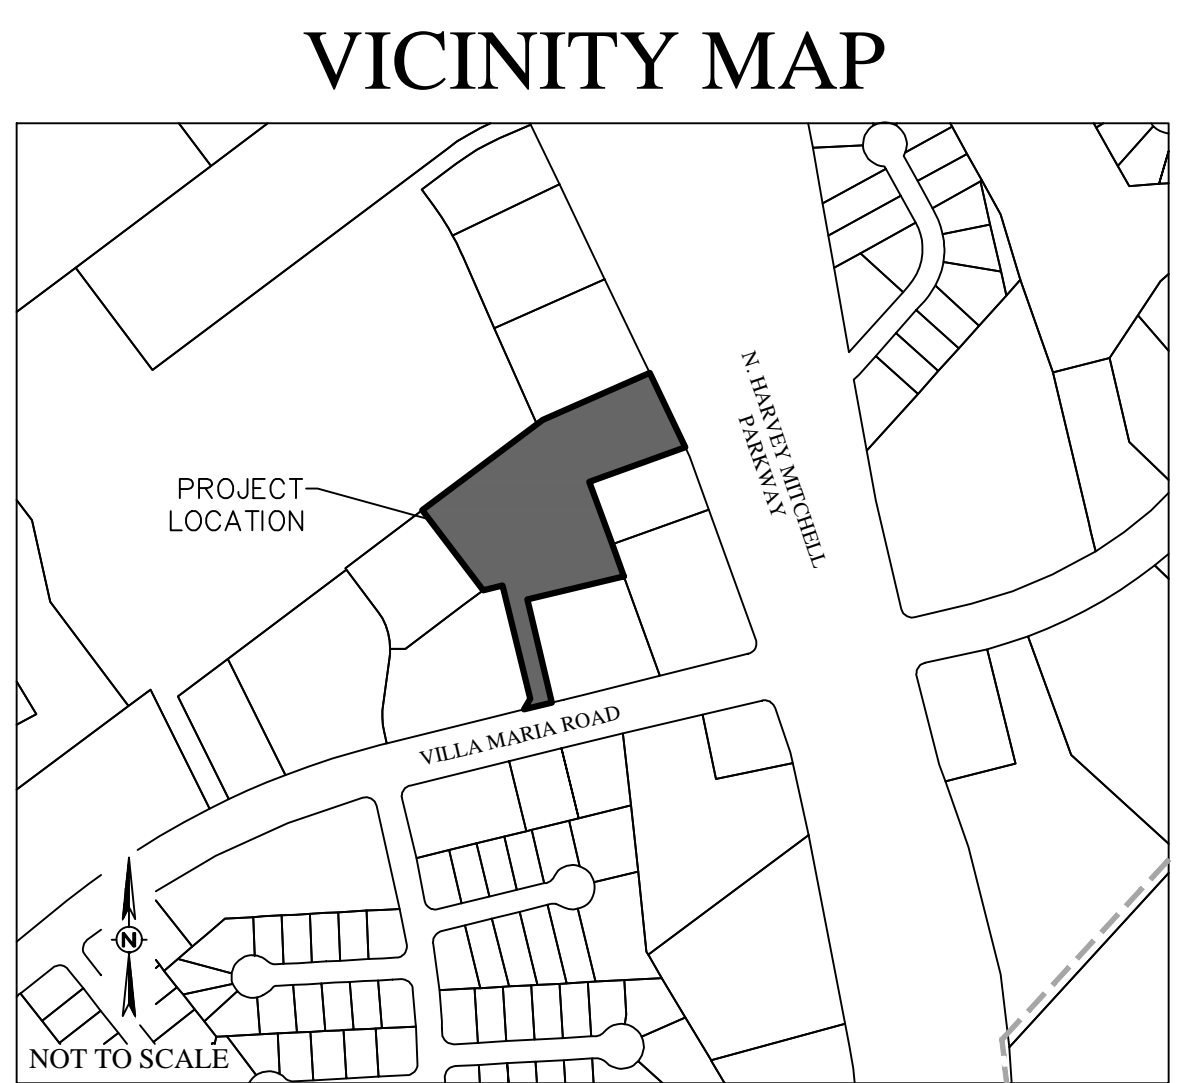 VICINITY MAP
N. HARVEY MITCHELL
PARKWAY
PROJECT
LOCATION
VILLA MARIA ROAD
N
NOT TO SCALE